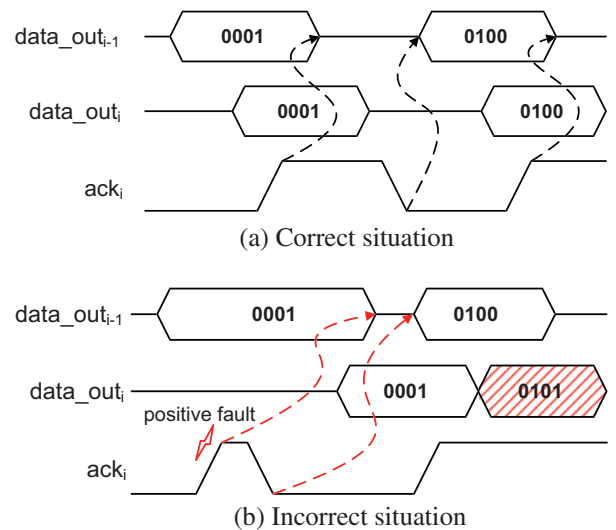 data_outi-1 0001 0100
data_outi 0001 0100
acki
(a) Correct situation
data_outi-1 0001 0100
data_outi 0001 0101
positive fault
acki
(b) Incorrect situation